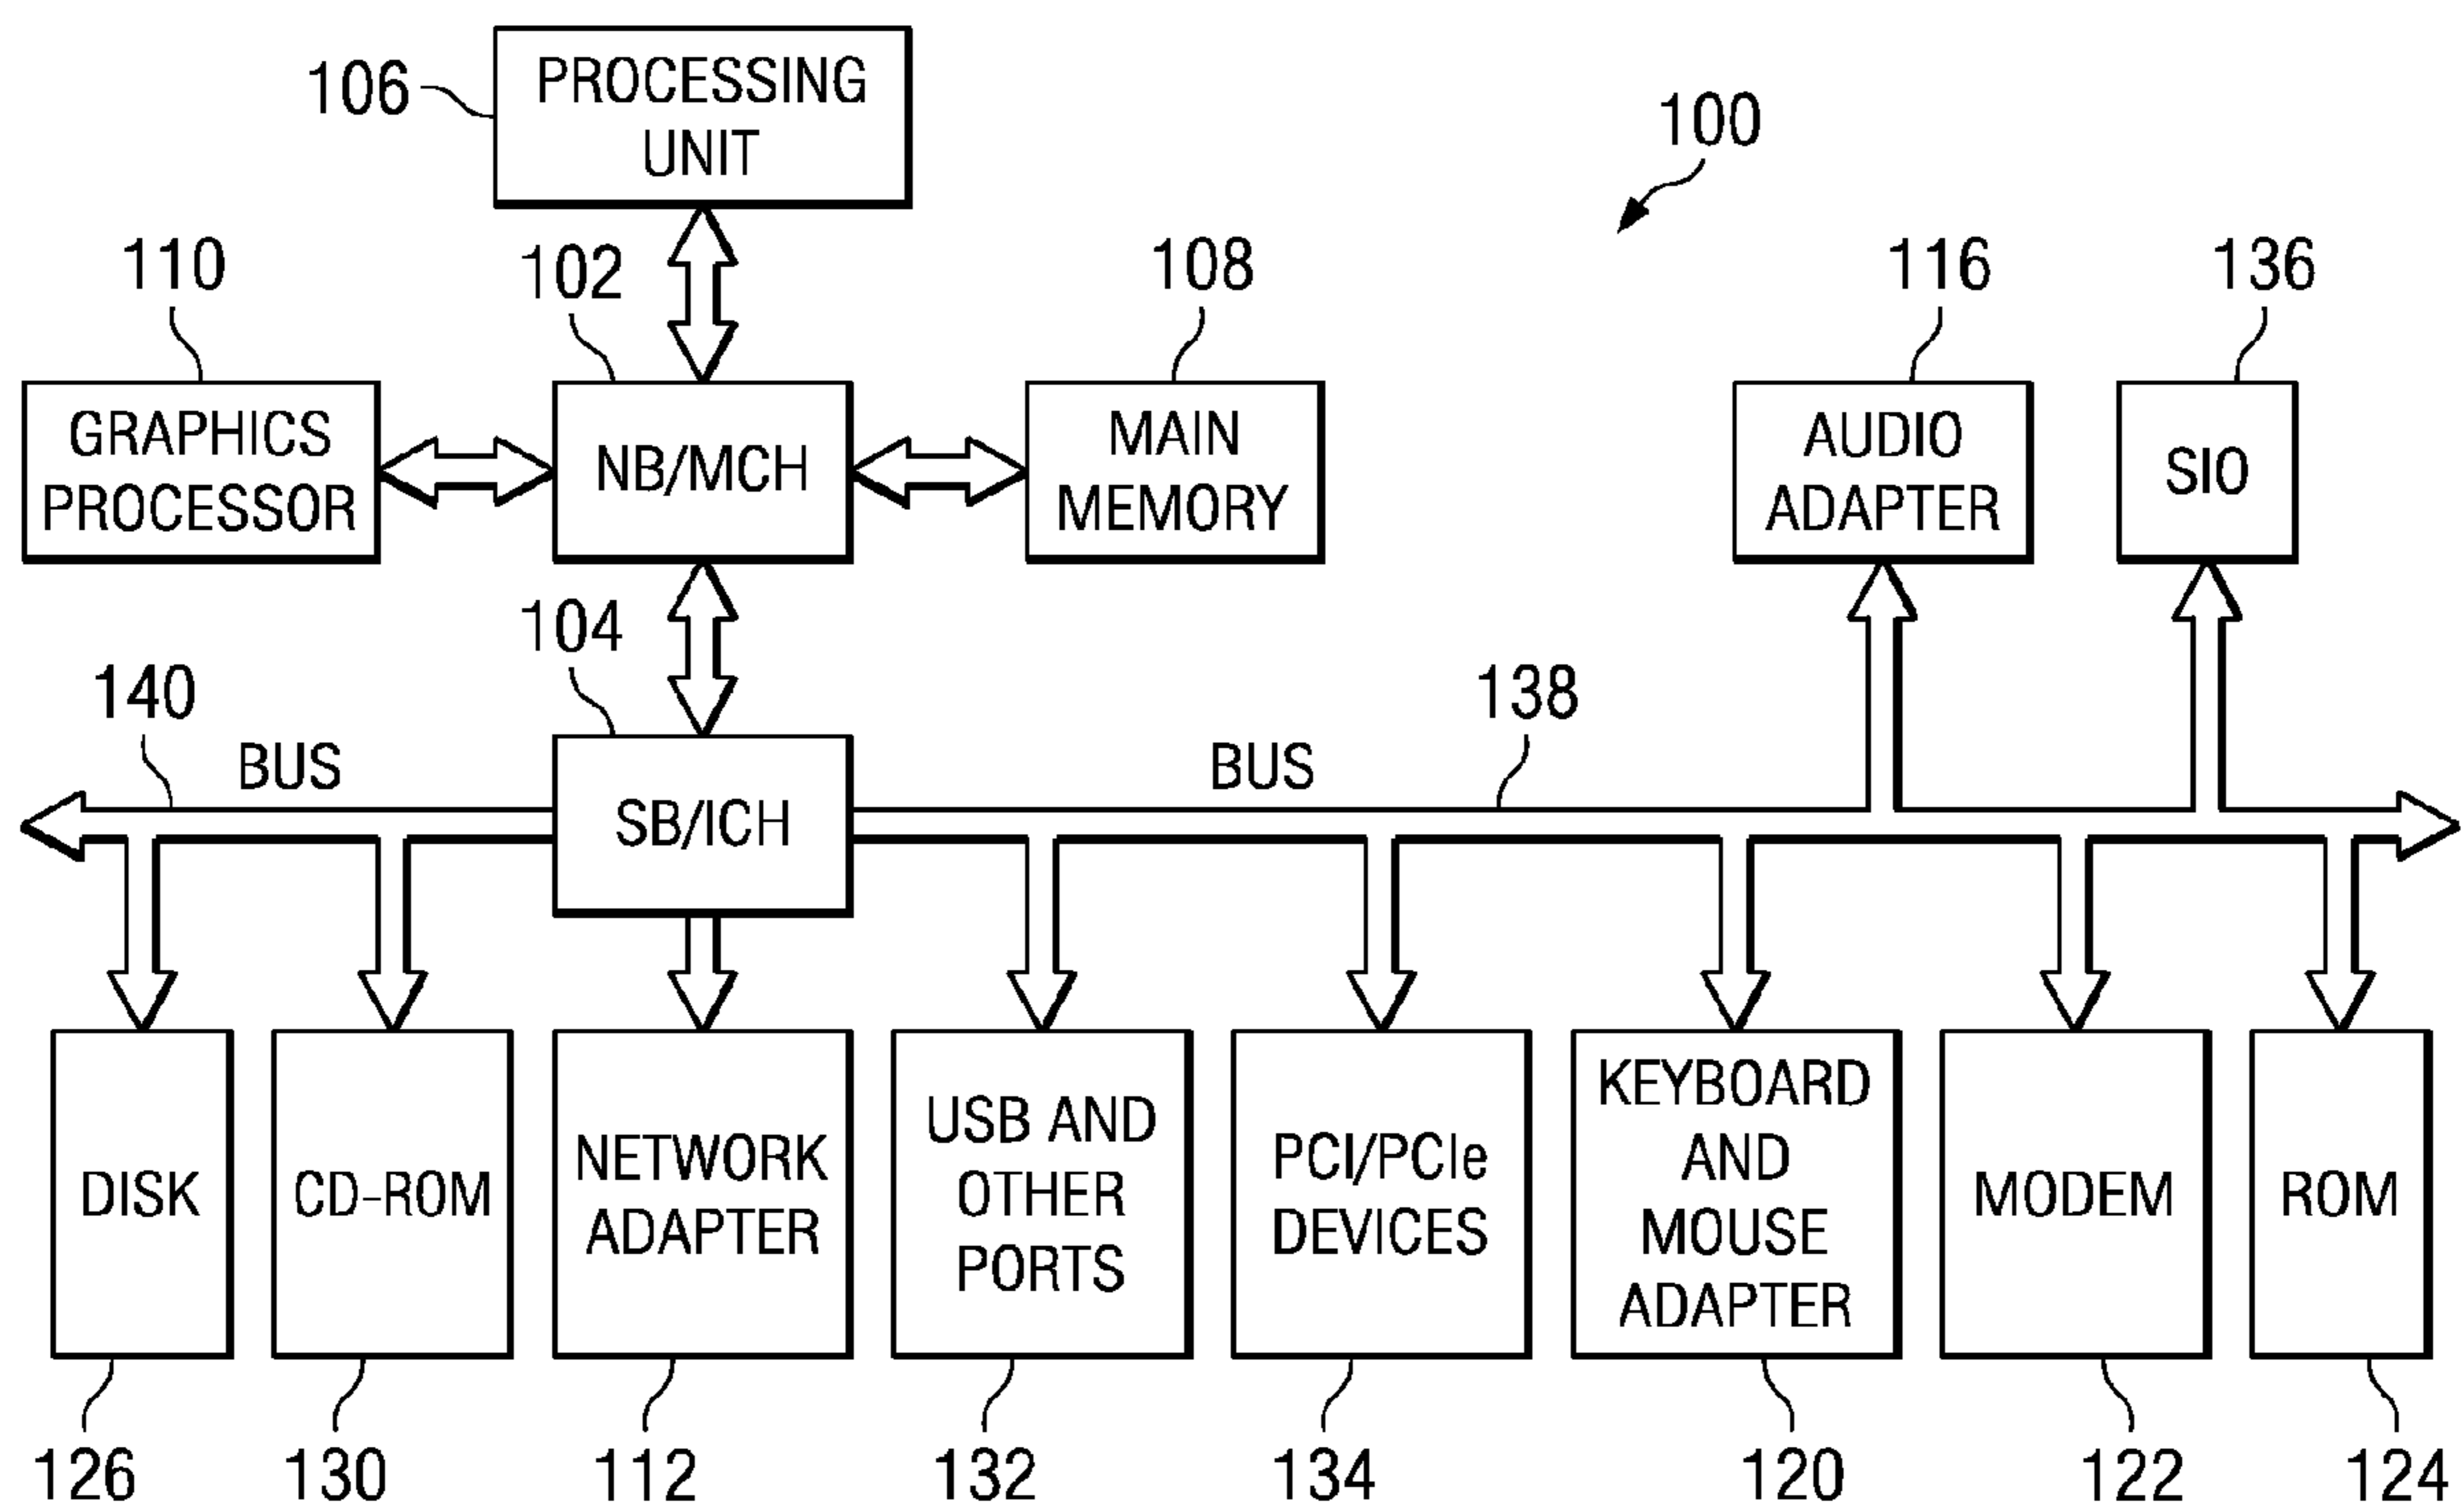 106
PROCESSING
UNIT
100
110
102
108
116
136
GRAPHICS
PROCESSOR
NB/MCH
MAIN
MEMORY
AUDIO
ADAPTER
SIO
104
140
BUS
SB/ICH
BUS
138
DISK
CD-ROM
NETWORK
ADAPTER
USB AND
OTHER
PORTS
PCI/PCIe
DEVICES
KEYBOARD
AND
MOUSE
ADAPTER
MODEM
ROM
126
130
112
132
134
120
122
124